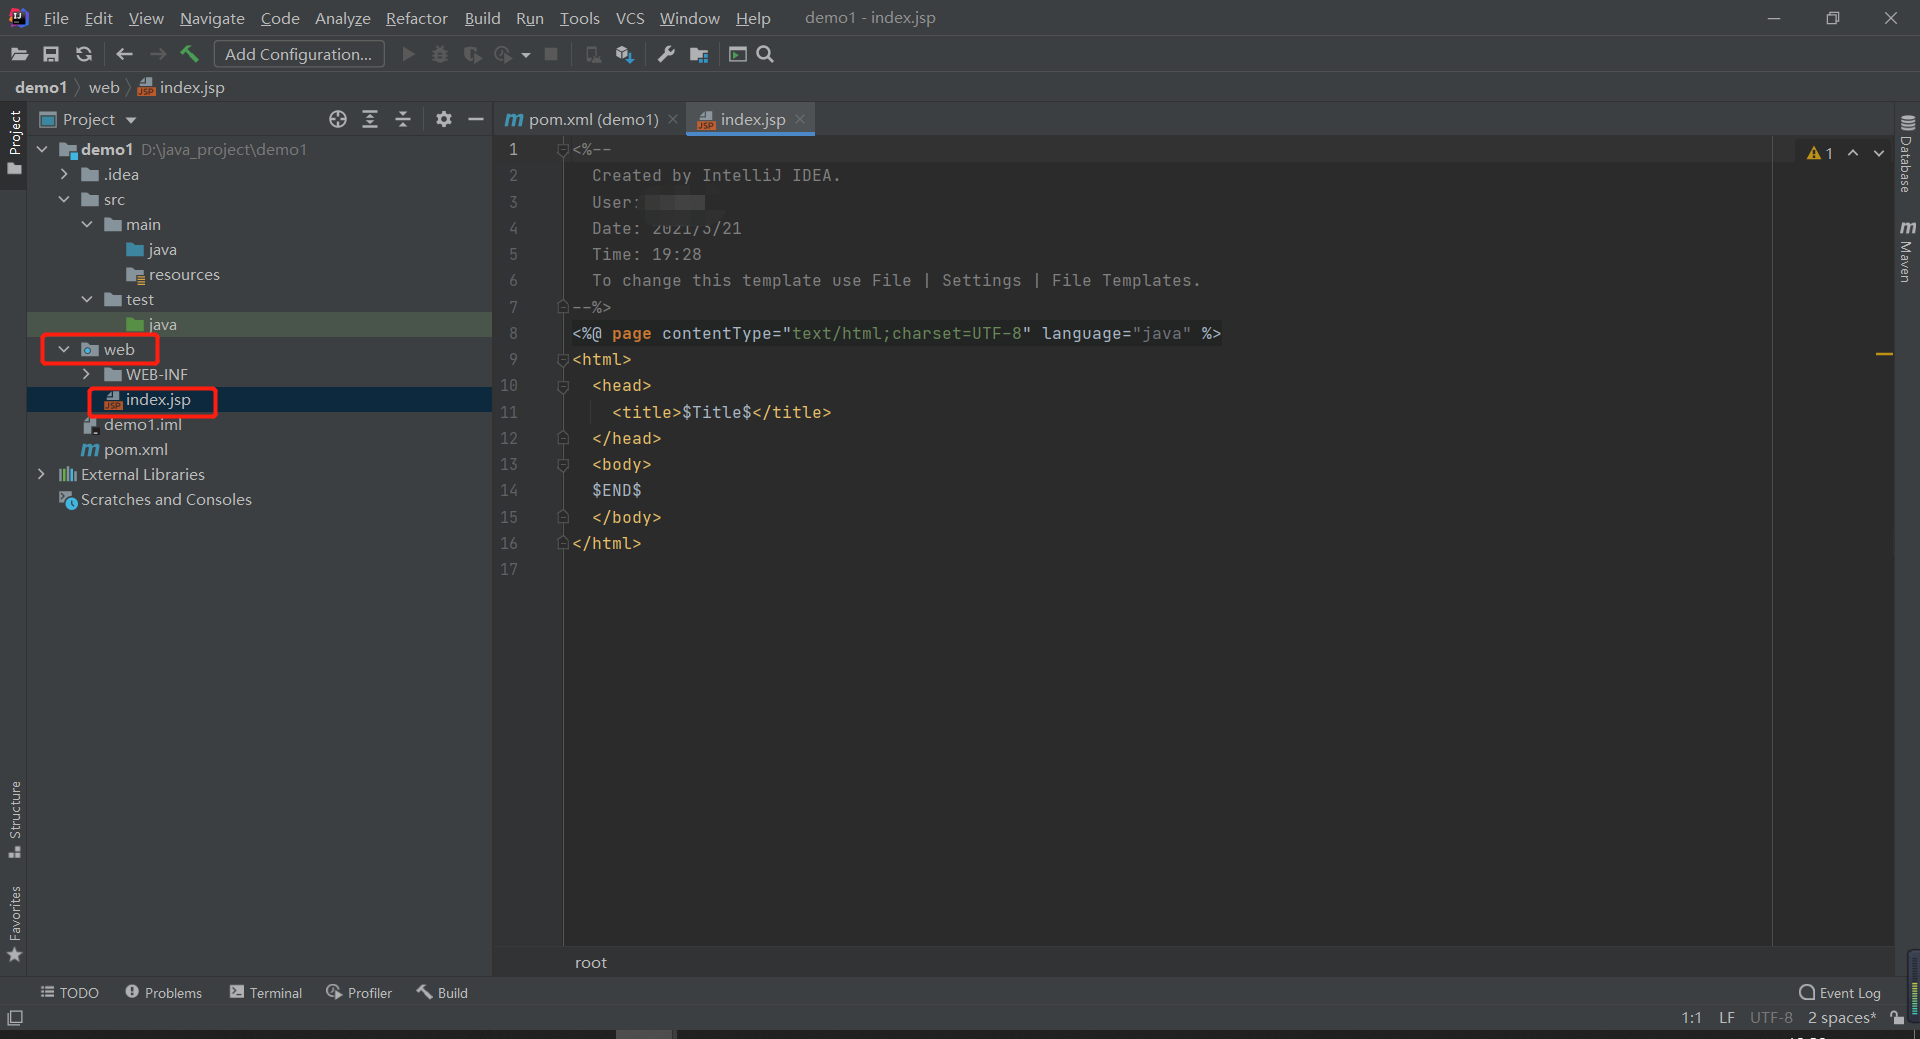 File Edit View Navigate Code Analyze Refactor Build Run Tools VCS Window Help demo1 - index.jsp
Add Configuration...
demo1 web index.jsp
Project
Project
pom.xml (demo1) index.jsp
demo1 D:\java_project\demo1
.idea
src
main
java
resources
test
java
web
WEB-INF
index.jsp
demo1.iml
pom.xml
External Libraries
Scratches and Consoles
1 <%--
2 Created by IntelliJ IDEA.
3 User:
4 Date: 2021/3/21
5 Time: 19:28
6 To change this template use File | Settings | File Templates.
7 --%>
8 <%@ page contentType="text/html;charset=UTF-8" language="java" %>
9 <html>
10 <head>
11 <title>$Title$</title>
12 </head>
13 <body>
14 $END$
15 </body>
16 </html>
17
1
Database
Maven
Structure
Favorites
root
TODO Problems Terminal Profiler Build Event Log
1:1 LF UTF-8 2 spaces*